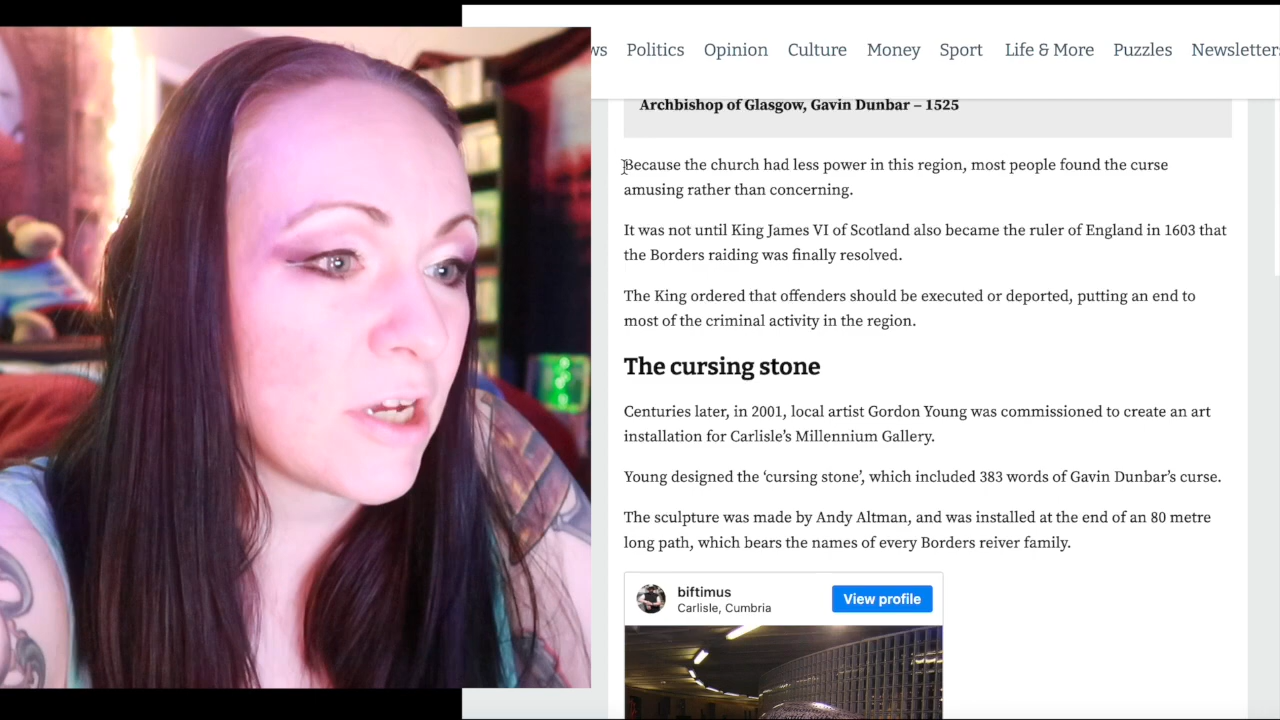 ws Politics Opinion Culture Money Sport Life & More Puzzles Newsletter
Archbishop of Glasgow, Gavin Dunbar – 1525
Because the church had less power in this region, most people found the curse
amusing rather than concerning.
It was not until King James VI of Scotland also became the ruler of England in 1603 that
the Borders raiding was finally resolved.
The King ordered that offenders should be executed or deported, putting an end to
most of the criminal activity in the region.
The cursing stone
Centuries later, in 2001, local artist Gordon Young was commissioned to create an art
installation for Carlisle’s Millennium Gallery.
Young designed the ‘cursing stone’, which included 383 words of Gavin Dunbar’s curse.
The sculpture was made by Andy Altman, and was installed at the end of an 80 metre
long path, which bears the names of every Borders reiver family.
biftimus
Carlisle, Cumbria
View profile